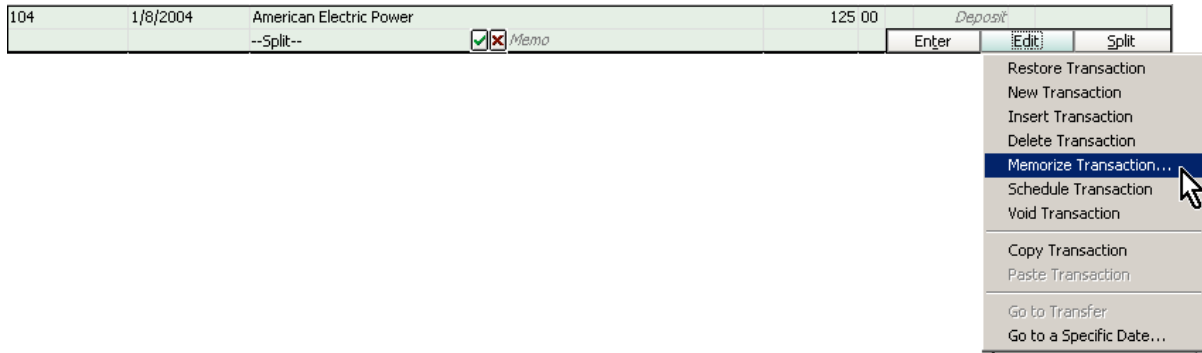 104 1/8/2004 American Electric Power 125 00 Deposit
--Split-- Memo Enter Edit Split
Restore Transaction
New Transaction
Insert Transaction
Delete Transaction
Memorize Transaction...
Schedule Transaction
Void Transaction
Copy Transaction
Paste Transaction
Go to Transfer
Go to a Specific Date...